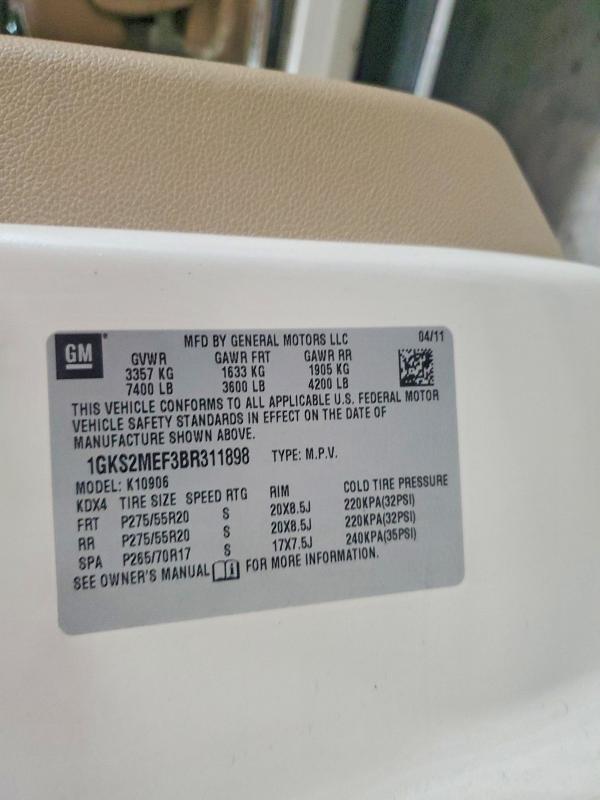 GM
MFD BY GENERAL MOTORS LLC 04/11
GVWR GAWR FRT GAWR RR
3357 KG 1633 KG 1905 KG
7400 LB 3600 LB 4200 LB
THIS VEHICLE CONFORMS TO ALL APPLICABLE U.S. FEDERAL MOTOR
VEHICLE SAFETY STANDARDS IN EFFECT ON THE DATE OF
MANUFACTURE SHOWN ABOVE.
1GKS2MEF3BR311898 TYPE: M.P.V.
MODEL: K10906
KDX4 TIRE SIZE SPEED RTG RIM COLD TIRE PRESSURE
FRT P275/55R20 S 20X8.5J 220KPA(32PSI)
RR P275/55R20 S 20X8.5J 220KPA(32PSI)
SPA P265/70R17 S 17X7.5J 240KPA(35PSI)
SEE OWNER'S MANUAL FOR MORE INFORMATION.